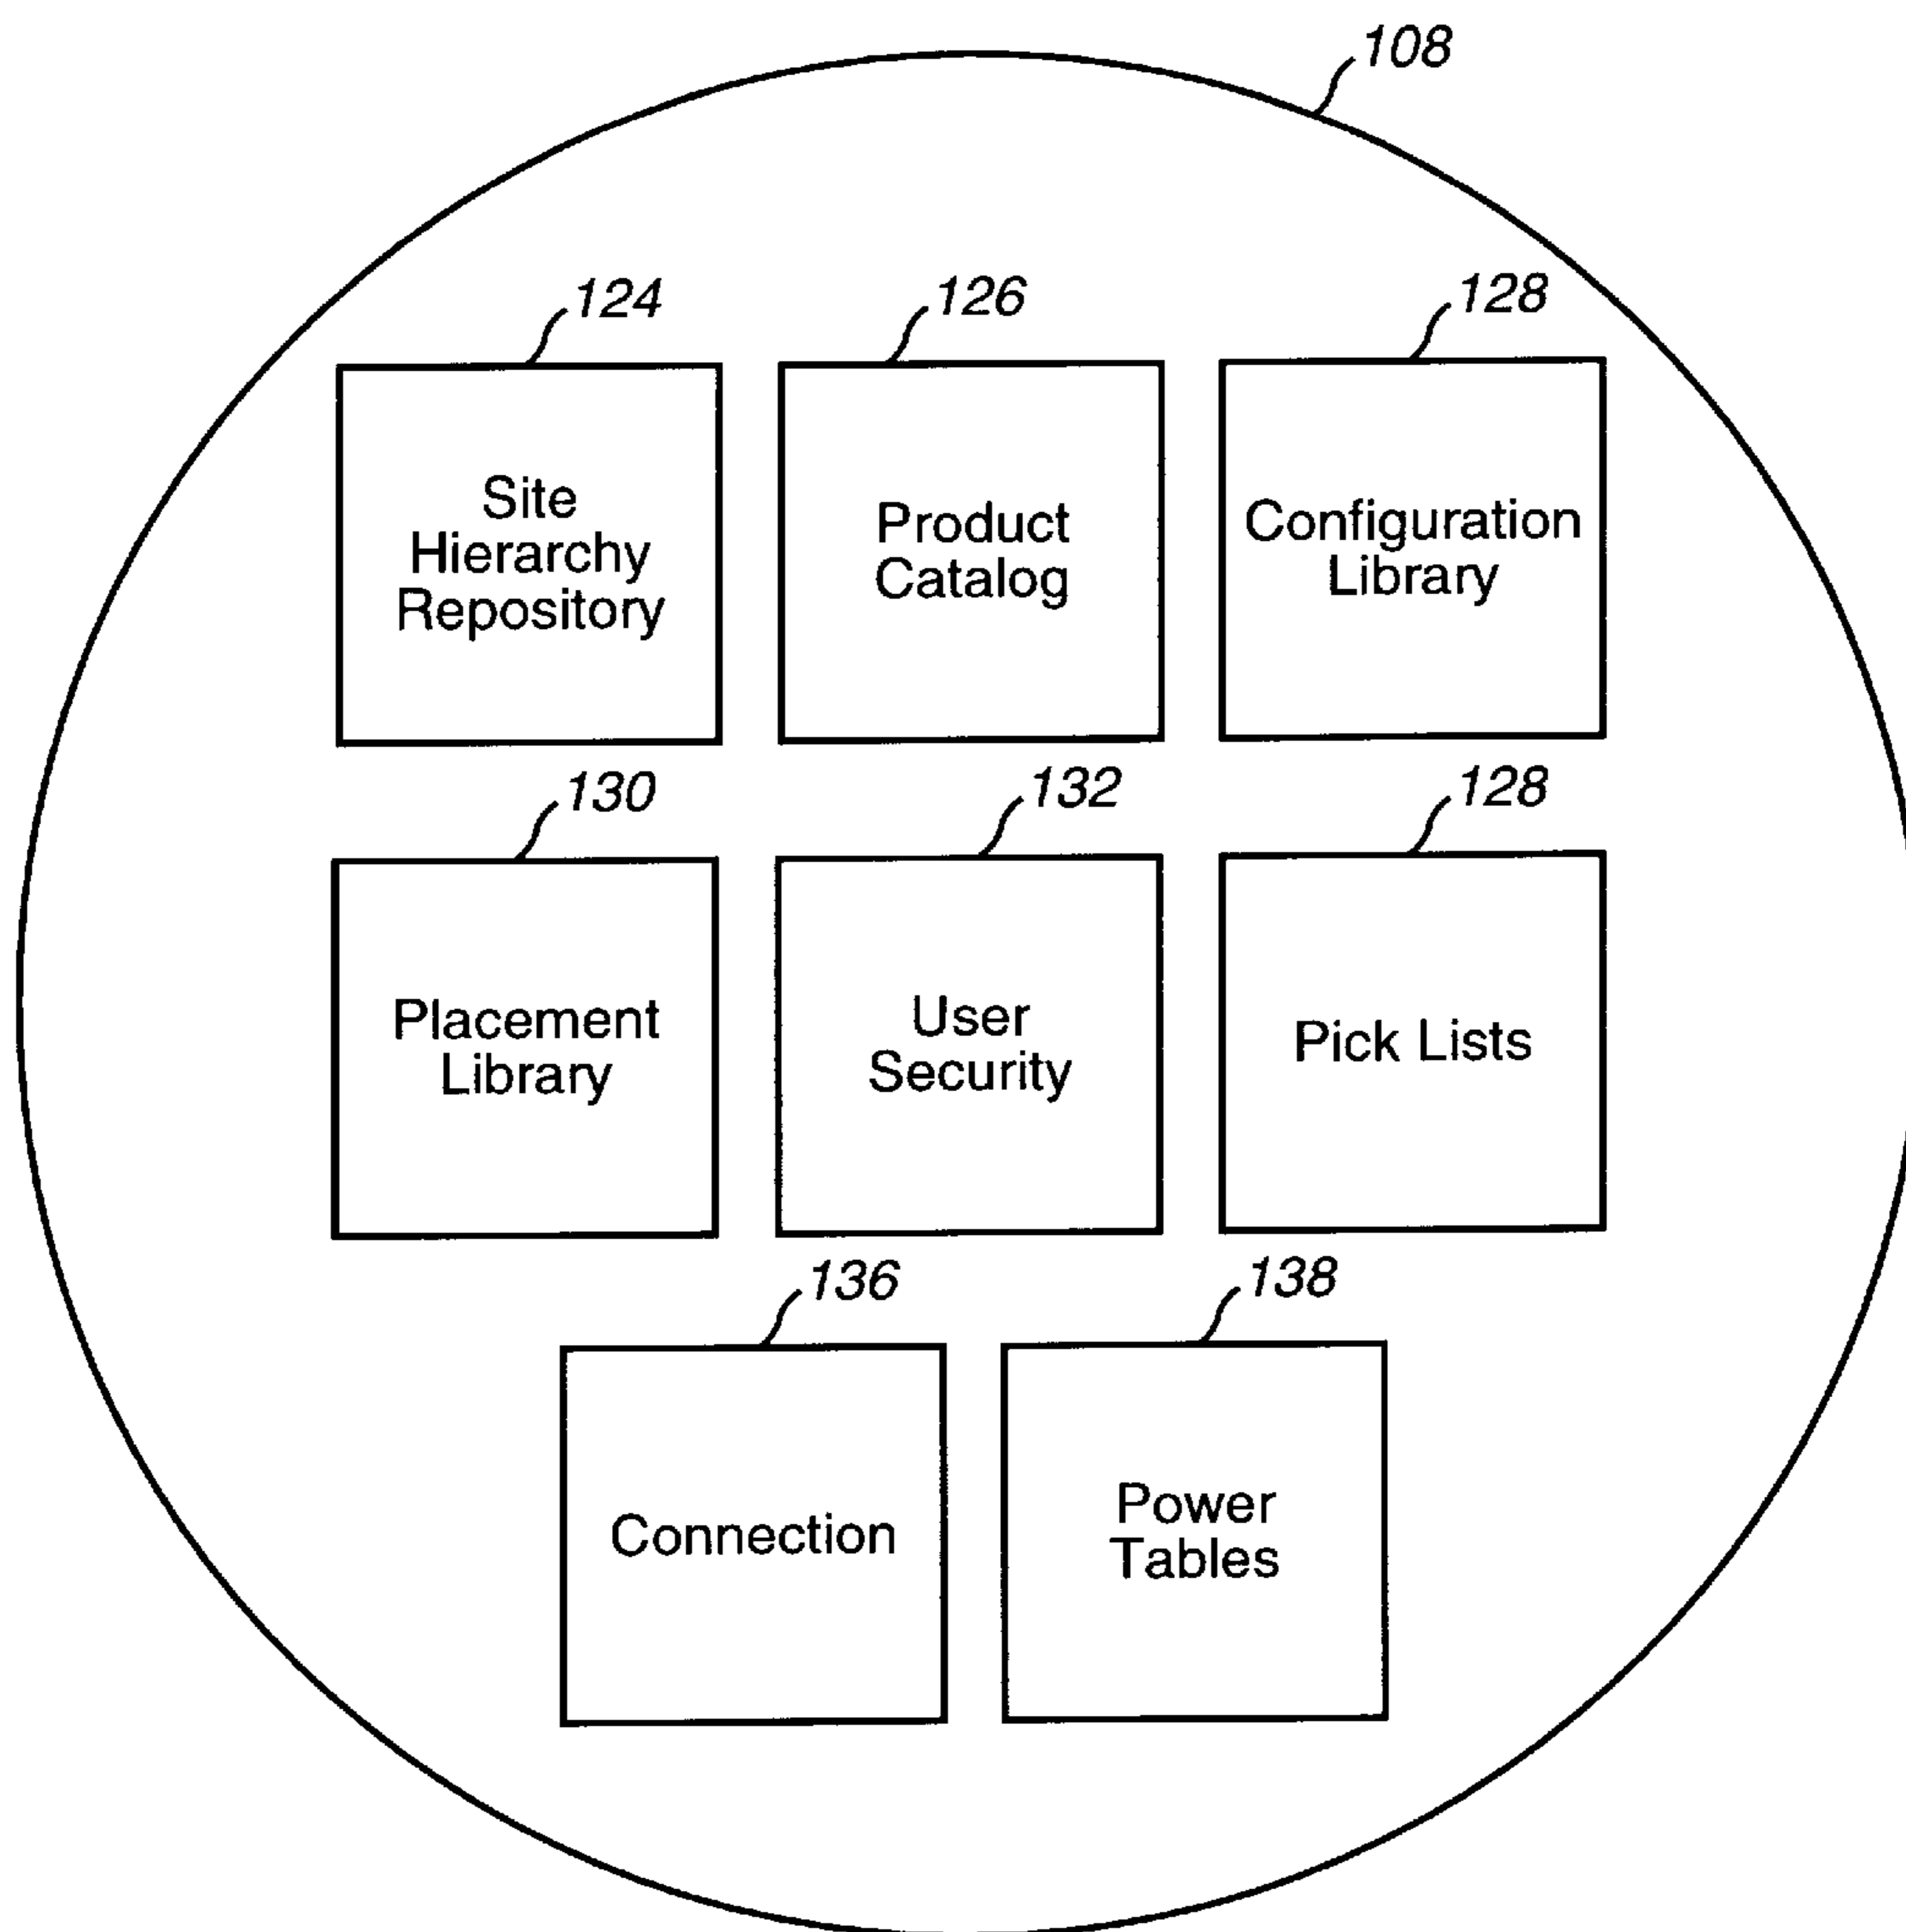 108
124
126
128
Site
Hierarchy
Repository
Product
Catalog
Configuration
Library
130
132
128
Placement
Library
User
Security
Pick Lists
136
138
Connection
Power
Tables